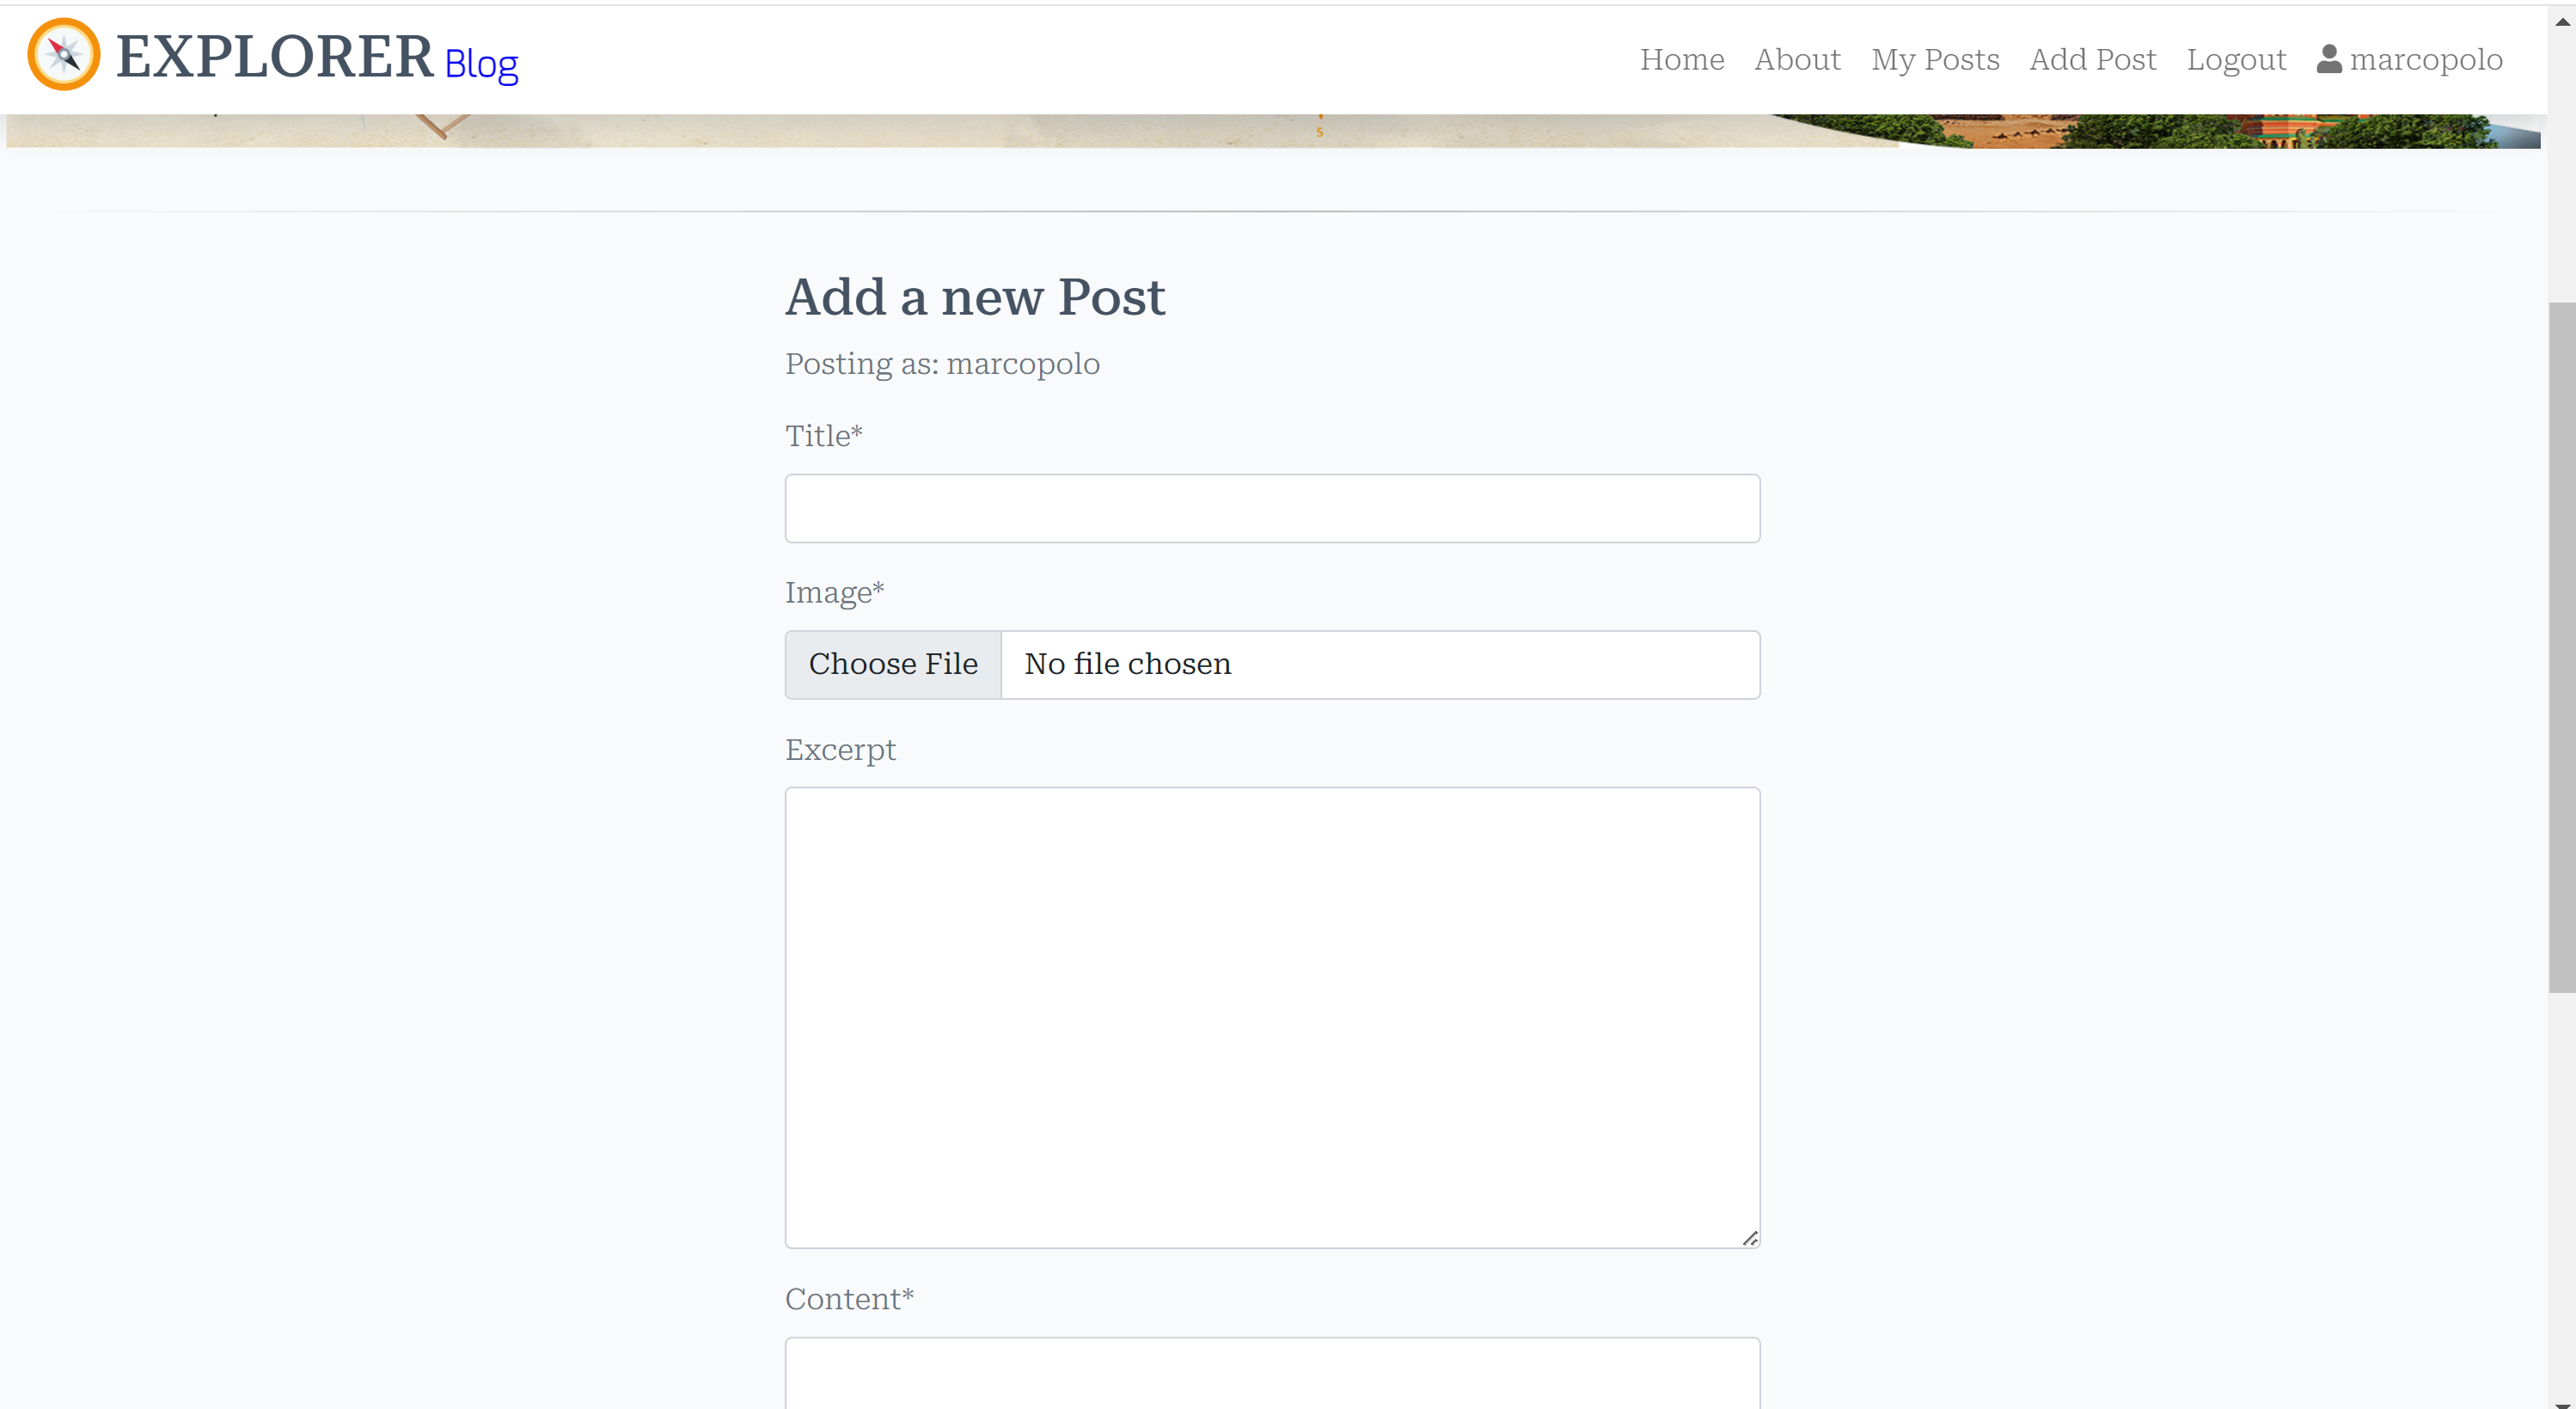 EXPLORER Blog
Home About My Posts Add Post Logout marcopolo
S
Add a new Post
Posting as: marcopolo
Title*
Image*
Choose File No file chosen
Excerpt
Content*